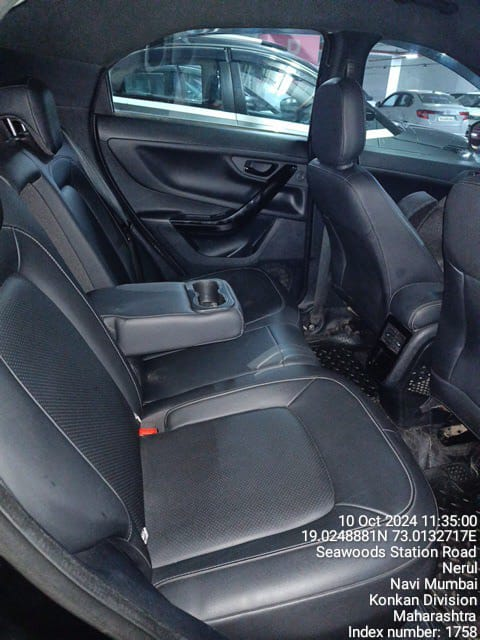 10 Oct 2024 11:35:00
19.0248881N 73.0132717E
Seawoods Station Road
Nerul
Navi Mumbai
Konkan Division
Maharashtra
Index number: 1758